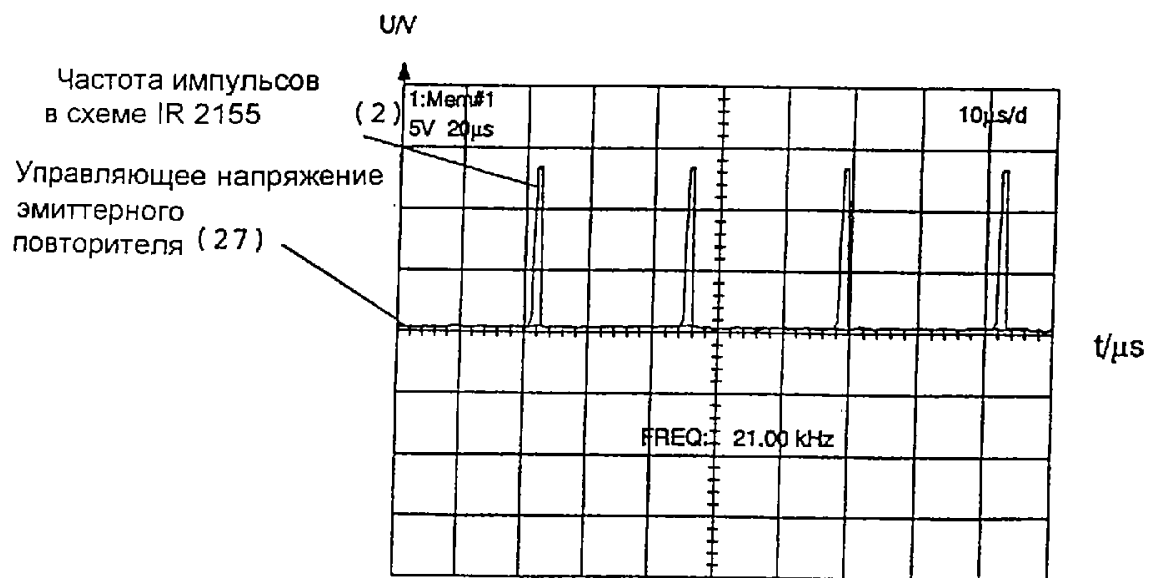 U/V
Частота импульсов
в схеме IR 2155 (2)
1:Mem#1
5V 20µs
10µs/d
Управляющее напряжение
эмиттерного
повторителя (27)
t/µs
FREQ: 21.00 kHz